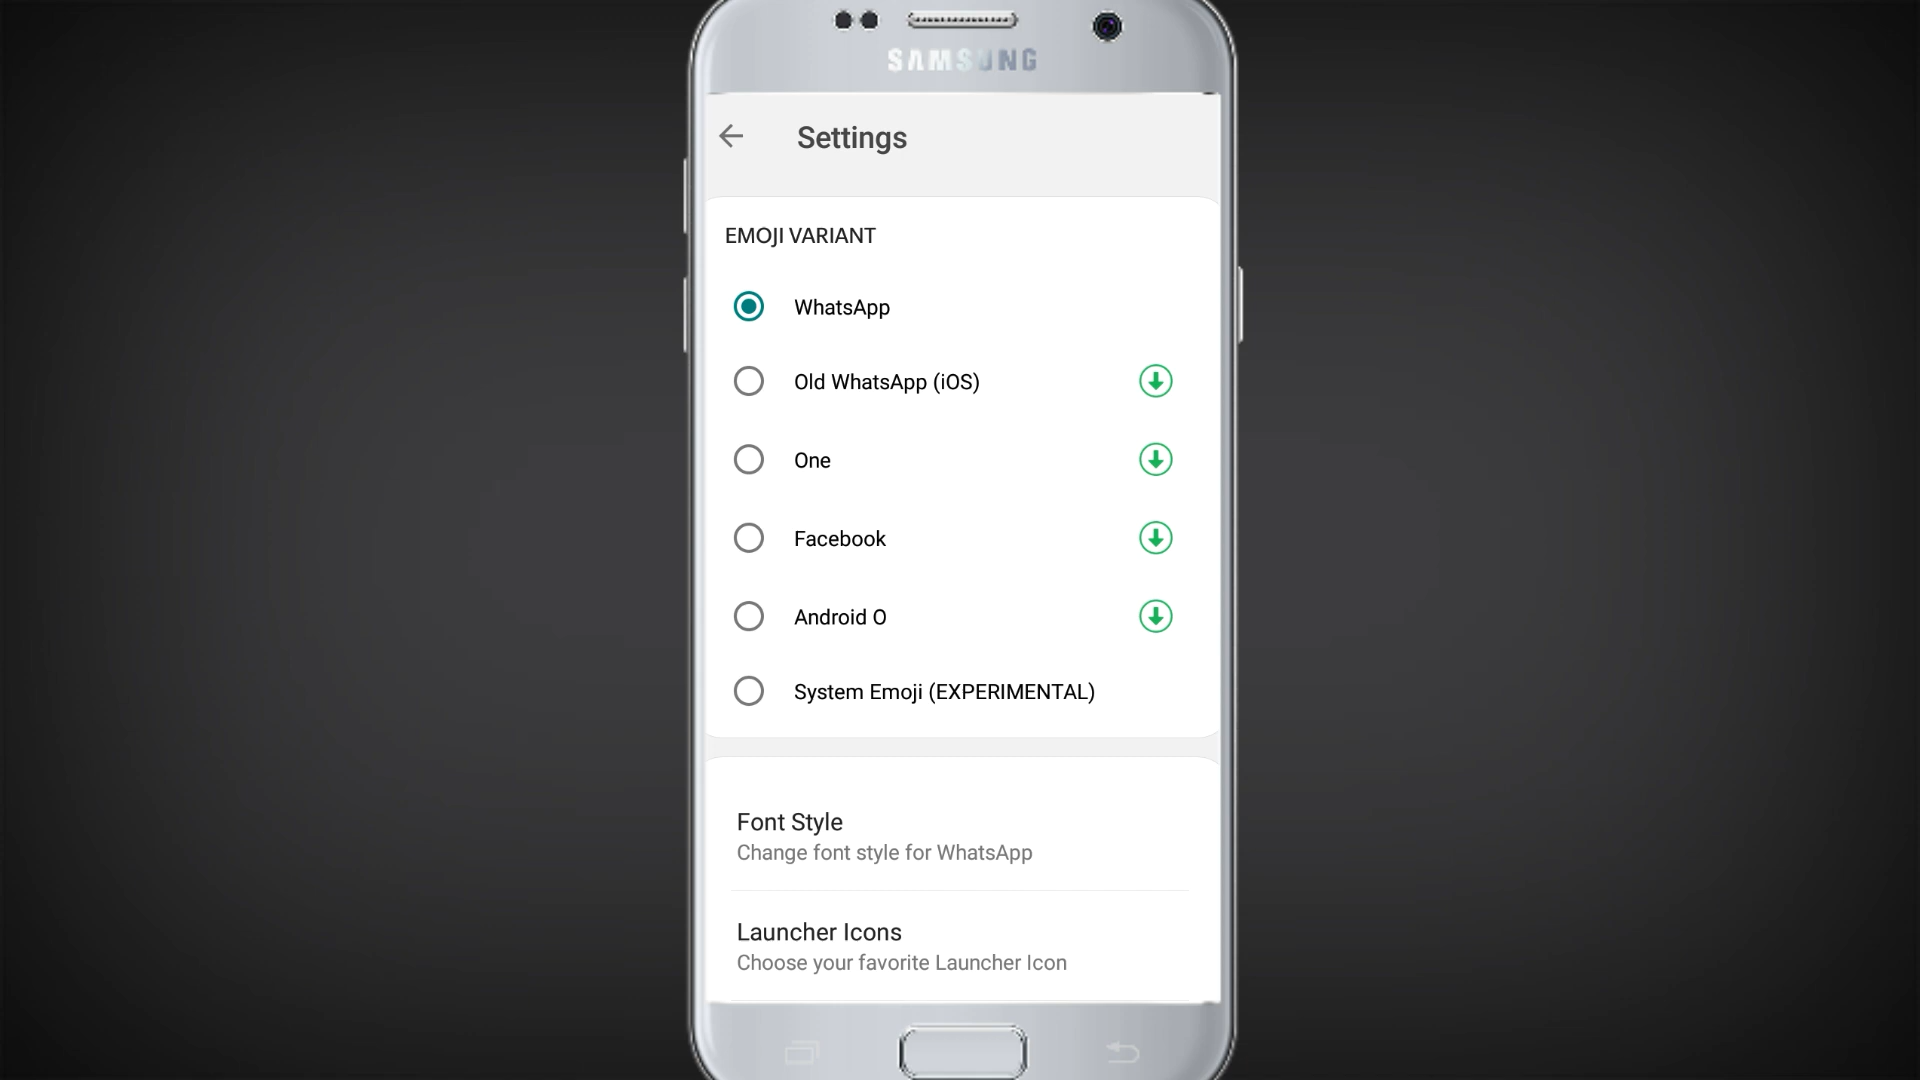 SAMSUNG
Settings
EMOJI VARIANT
WhatsApp
Old WhatsApp (iOS)
One
Facebook
Android O
System Emoji (EXPERIMENTAL)
Font Style
Change font style for WhatsApp
Launcher Icons
Choose your favorite Launcher Icon